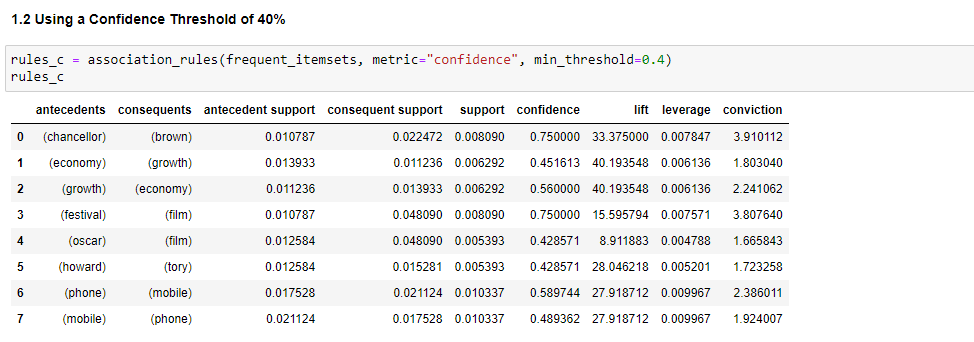 1.2 Using a Confidence Threshold of 40%
rules_c = association_rules(frequent_itemsets, metric="confidence", min_threshold=0.4)
rules_c
antecedents consequents antecedent support consequent support support confidence lift leverage conviction
0 (chancellor) (brown) 0.010787 0.022472 0.008090 0.750000 33.375000 0.007847 3.910112
1 (economy) (growth) 0.013933 0.011236 0.006292 0.451613 40.193548 0.006136 1.803040
2 (growth) (economy) 0.011236 0.013933 0.006292 0.560000 40.193548 0.006136 2.241062
3 (festival) (film) 0.010787 0.048090 0.008090 0.750000 15.595794 0.007571 3.807640
4 (oscar) (film) 0.012584 0.048090 0.005393 0.428571 8.911883 0.004788 1.665843
5 (howard) (tory) 0.012584 0.015281 0.005393 0.428571 28.046218 0.005201 1.723258
6 (phone) (mobile) 0.017528 0.021124 0.010337 0.589744 27.918712 0.009967 2.386011
7 (mobile) (phone) 0.021124 0.017528 0.010337 0.489362 27.918712 0.009967 1.924007